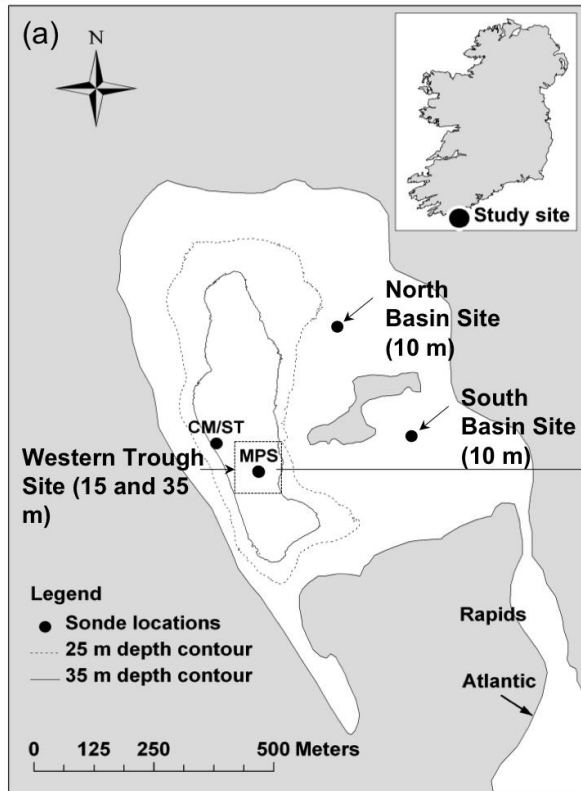 (a)
N
Study site
North
Basin Site
(10 m)
South
Basin Site
(10 m)
CM/ST
MPS
Western Trough
Site (15 and 35
m)
Legend
Sonde locations
25 m depth contour
35 m depth contour
Rapids
Atlantic
0 125 250 500 Meters